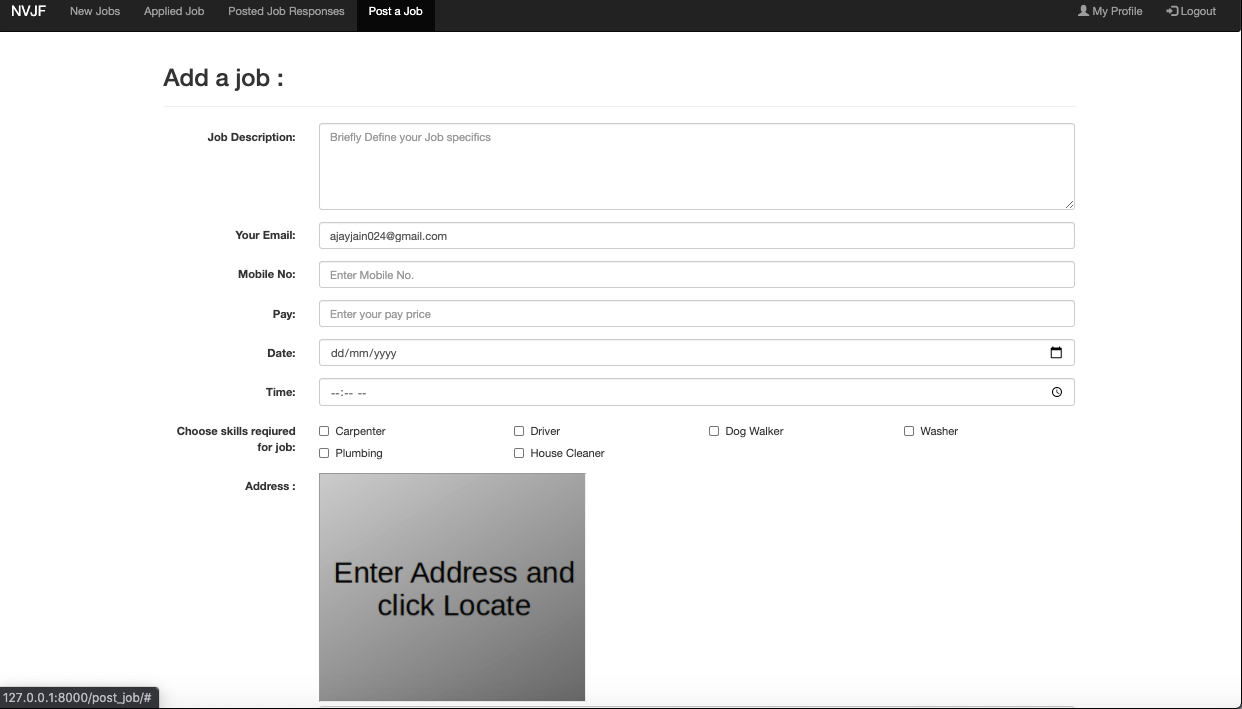 NVJF New Jobs Applied Job Posted Job Responses Post a Job My Profile Logout
Add a job :
Job Description: Briefly Define your Job specifics
Your Email: ajayjain024@gmail.com
Mobile No: Enter Mobile No.
Pay: Enter your pay price
Date: dd/mm/yyyy
Time: --:-- --
Choose skills reqiured Carpenter Driver Dog Walker Washer
for job: Plumbing House Cleaner
Address :
Enter Address and
click Locate
127.0.0.1:8000/post_job/#